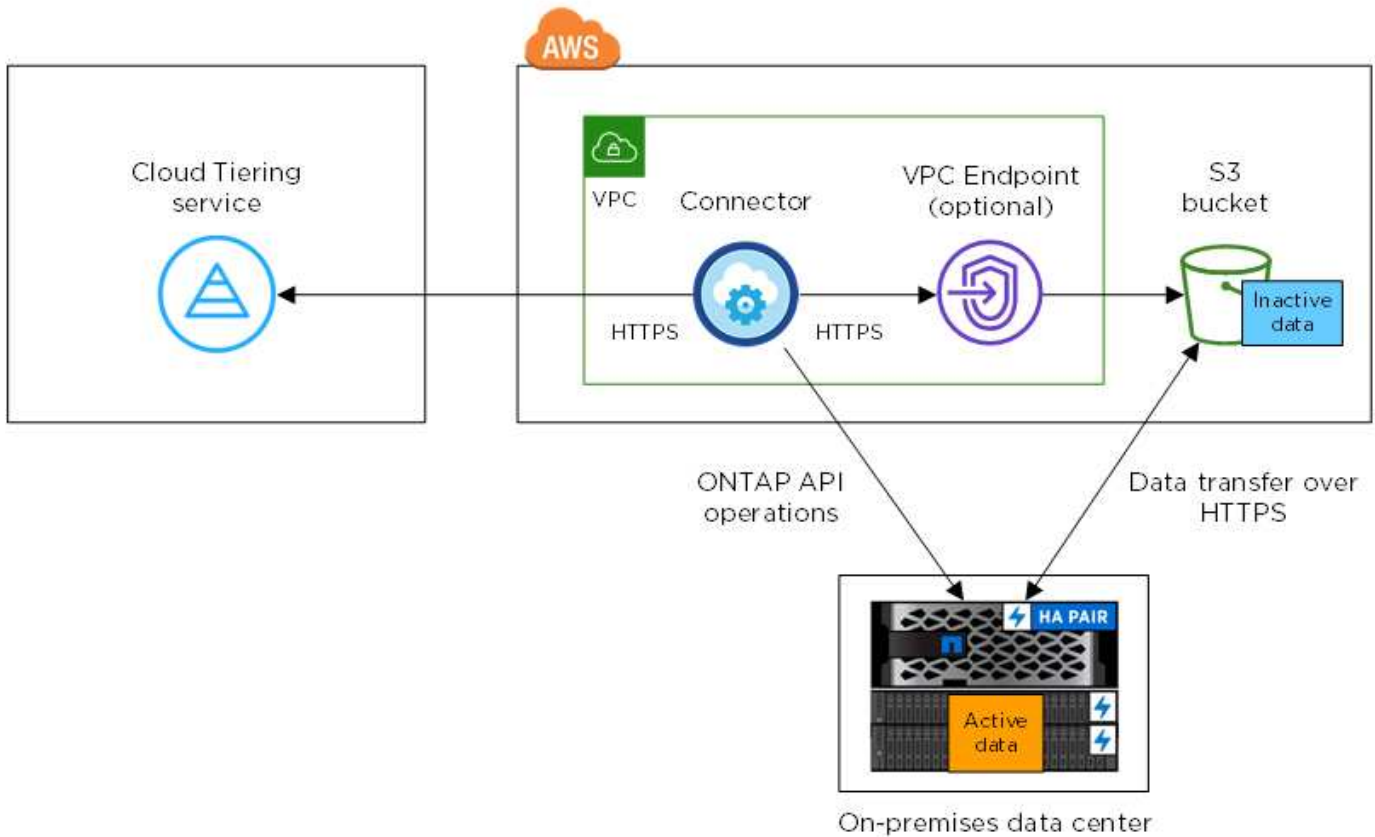 AWS
Cloud Tiering
service
VPC
Connector
VPC Endpoint
(optional)
S3
bucket
HTTPS
HTTPS
Inactive
data
ONTAP API
operations
Data transfer over
HTTPS
HA PAIR
Active
data
On-premises data center